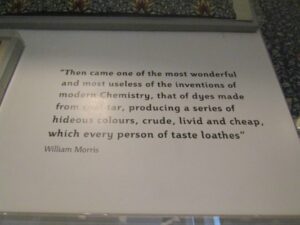 "Then came one of the most wonderful
and most useless of the inventions of
modern Chemistry, that of dyes made
from tar, producing a series of
hideous colours, crude, livid and cheap,
which every person of taste loathes"
William Morris